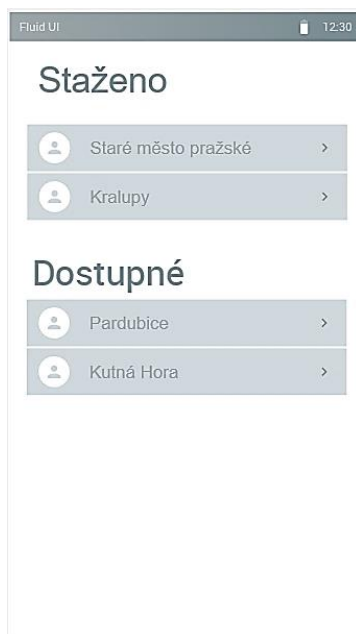 Fluid UI 12:30
Staženo
Staré město pražské
Kralupy
Dostupné
Pardubice
Kutná Hora